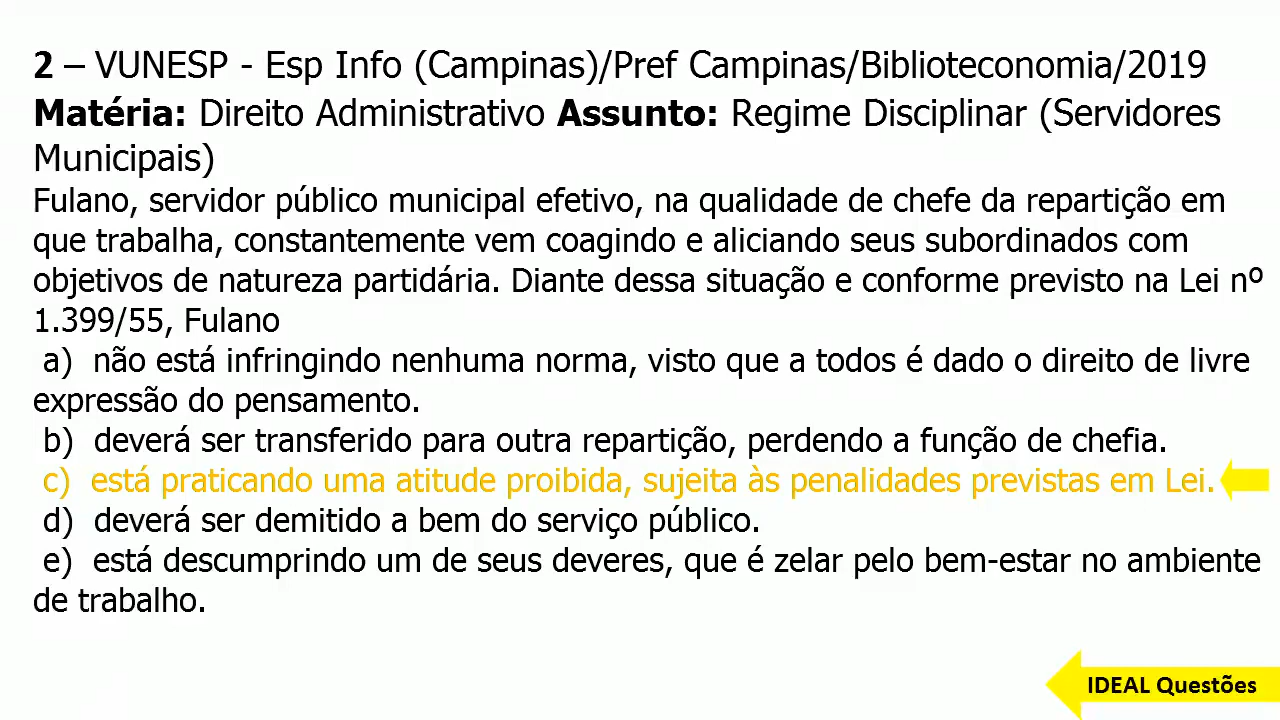 2 – VUNESP - Esp Info (Campinas)/Pref Campinas/Biblioteconomia/2019
Matéria: Direito Administrativo Assunto: Regime Disciplinar (Servidores
Municipais)
Fulano, servidor público municipal efetivo, na qualidade de chefe da repartição em
que trabalha, constantemente vem coagindo e aliciando seus subordinados com
objetivos de natureza partidária. Diante dessa situação e conforme previsto na Lei nº
1.399/55, Fulano
a) não está infringindo nenhuma norma, visto que a todos é dado o direito de livre
expressão do pensamento.
b) deverá ser transferido para outra repartição, perdendo a função de chefia.
c) está praticando uma atitude proibida, sujeita às penalidades previstas em Lei.
d) deverá ser demitido a bem do serviço público.
e) está descumprindo um de seus deveres, que é zelar pelo bem-estar no ambiente
de trabalho.
IDEAL Questões